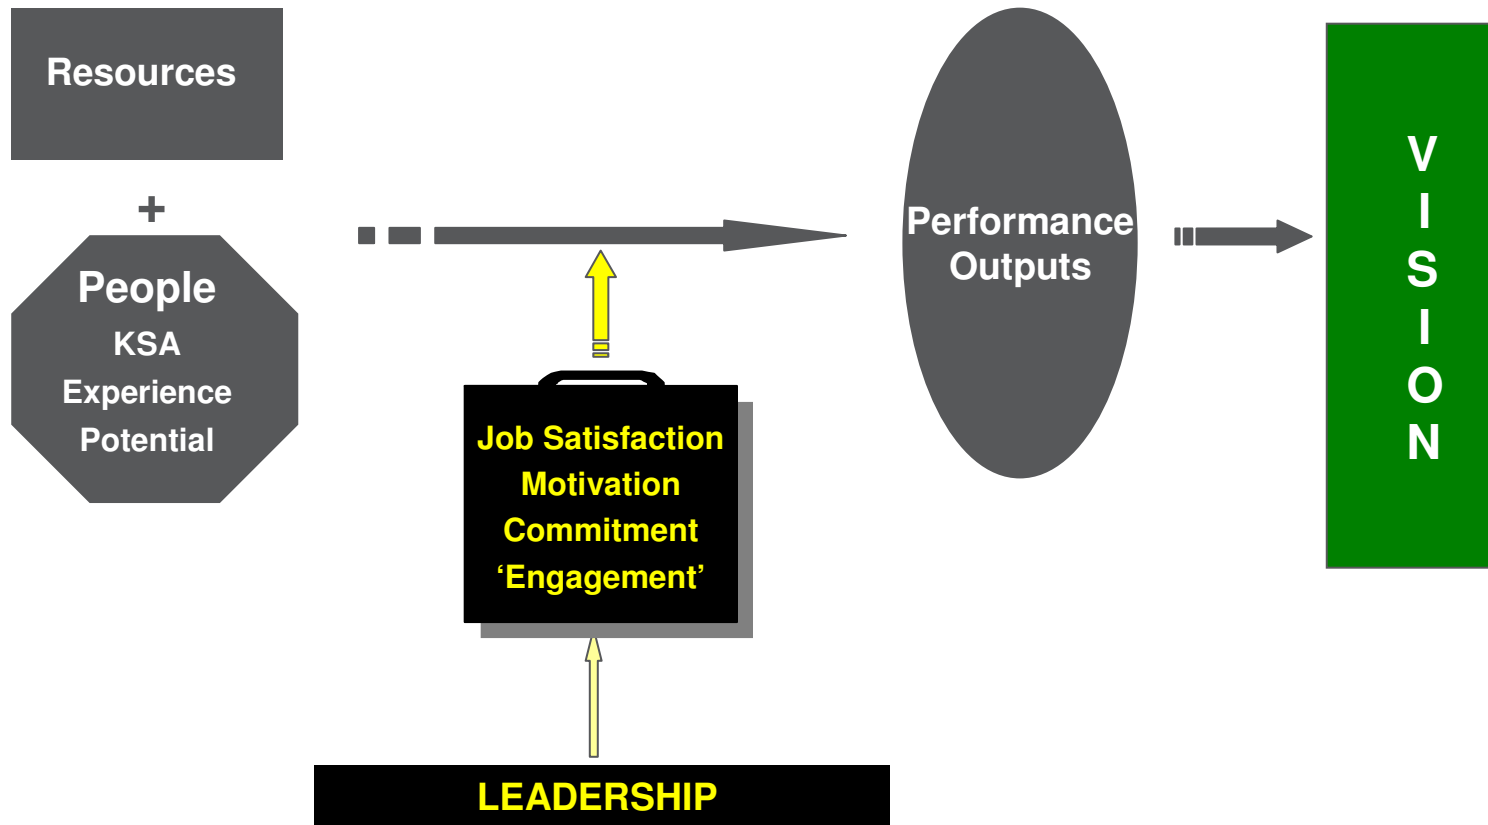 Resources
+
People
KSA
Experience
Potential
Job Satisfaction
Motivation
Commitment
‘Engagement’
LEADERSHIP
Performance
Outputs
V
I
S
I
O
N